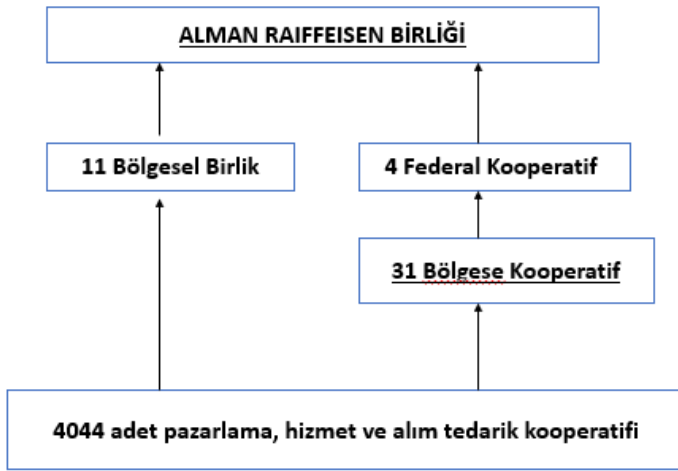 ALMAN RAIFFEISEN BİRLİĞİ
11 Bölgesel Birlik
4 Federal Kooperatif
31 Bölgese Kooperatif
4044 adet pazarlama, hizmet ve alım tedarik kooperatifi